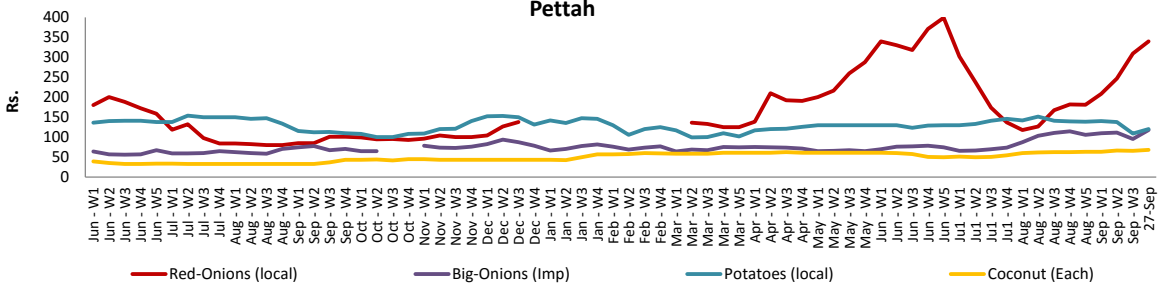 Pettah
Rs.
400
350
300
250
200
150
100
50
0
Jun - W1
Jun - W2
Jun - W3
Jun - W4
Jun - W5
Jul - W1
Jul - W2
Jul - W3
Jul - W4
Aug - W1
Aug - W2
Aug - W3
Aug - W4
Sep - W1
Sep - W2
Sep - W3
Sep - W4
Oct - W1
Oct - W2
Oct - W3
Oct - W4
Nov - W1
Nov - W2
Nov - W3
Nov - W4
Dec - W1
Dec - W2
Dec - W3
Dec - W4
Jan - W1
Jan - W2
Jan - W3
Jan - W4
Feb - W1
Feb - W2
Feb - W3
Feb - W4
Mar - W1
Mar - W2
Mar - W3
Mar - W4
Mar - W5
Apr - W1
Apr - W2
Apr - W3
Apr - W4
May - W1
May - W2
May - W3
May - W4
Jun - W1
Jun - W2
Jun - W3
Jun - W4
Jun - W5
Ju1 - W1
Ju1 - W2
Ju1 - W3
Ju1 - W4
Aug - W1
Aug - W2
Aug - W3
Aug - W4
Aug - W5
Sep - W1
Sep - W2
Sep - W3
27-Sep
Red-Onions (local)
Big-Onions (Imp)
Potatoes (local)
Coconut (Each)